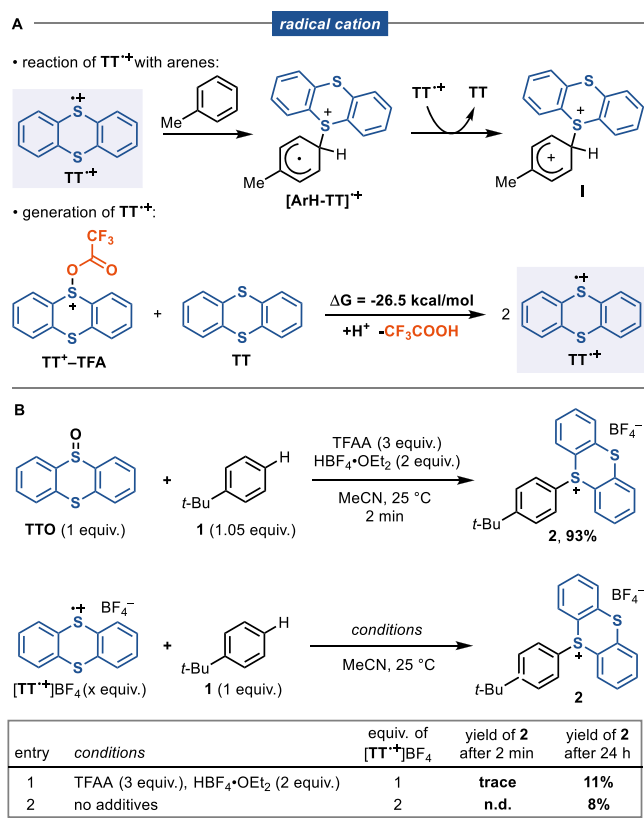 A
radical cation
• reaction of TT•+ with arenes:
•+
S
S
TT•+
Me
S
S
+
H
•
Me
[ArH-TT]•+
TT•+
TT
S
S
+
H
+
Me
I
• generation of TT•+:
CF3
O
O
S
+
S
TT+–TFA
+
S
S
TT
ΔG = -26.5 kcal/mol
+H+ -CF3COOH
2
•+
S
S
TT•+
B
O
S
S
TTO (1 equiv.)
+
H
t-Bu
1 (1.05 equiv.)
TFAA (3 equiv.)
HBF4•OEt2 (2 equiv.)
MeCN, 25 °C
2 min
BF4–
S
S
+
t-Bu
2, 93%
•+
BF4–
S
S
[TT•+]BF4 (x equiv.)
+
H
t-Bu
1 (1 equiv.)
conditions
MeCN, 25 °C
BF4–
S
S
+
t-Bu
2
entry conditions equiv. of [TT•+]BF4 yield of 2 after 2 min yield of 2 after 24 h
1 TFAA (3 equiv.), HBF4•OEt2 (2 equiv.) 1 trace 11%
2 no additives 2 n.d. 8%